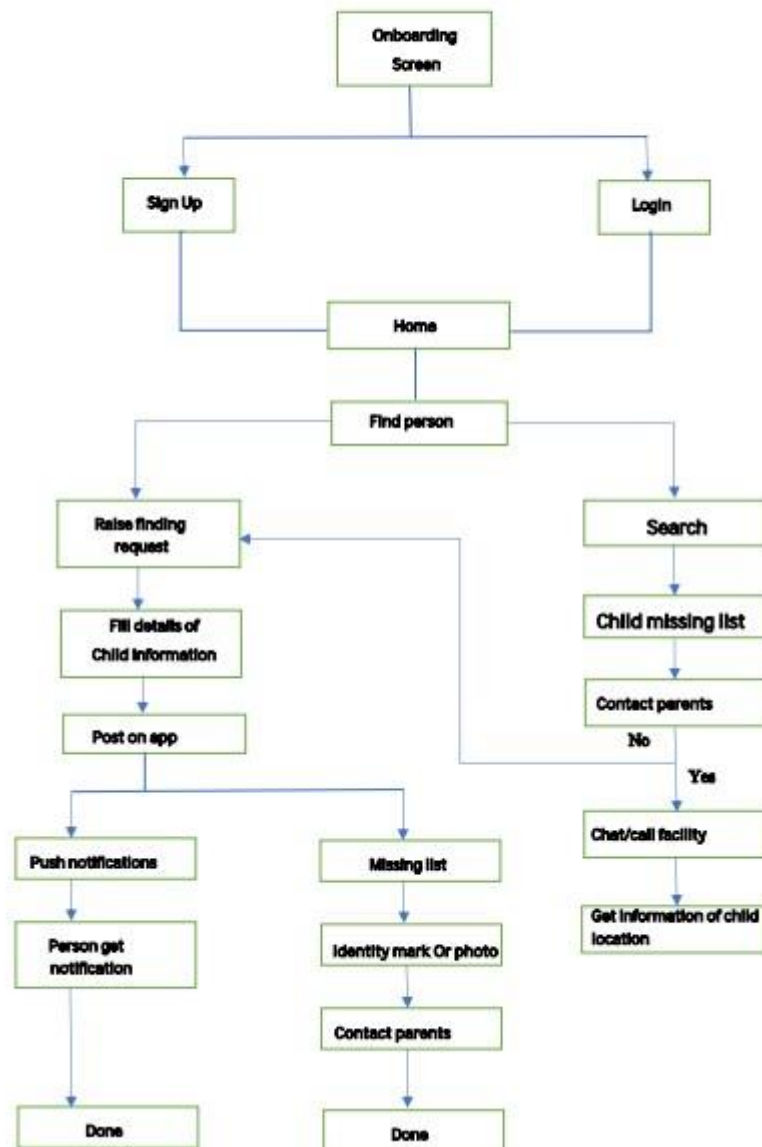 Onboarding
Screen
Sign Up
Login
Home
Find person
Raise finding
request
Search
Fill details of
Child information
Child missing list
Post on app
Contact parents
No
Yes
Push notifications
Missing list
Chat/call facility
Person get
notification
Identity mark Or photo
Get information of child
location
Contact parents
Done
Done